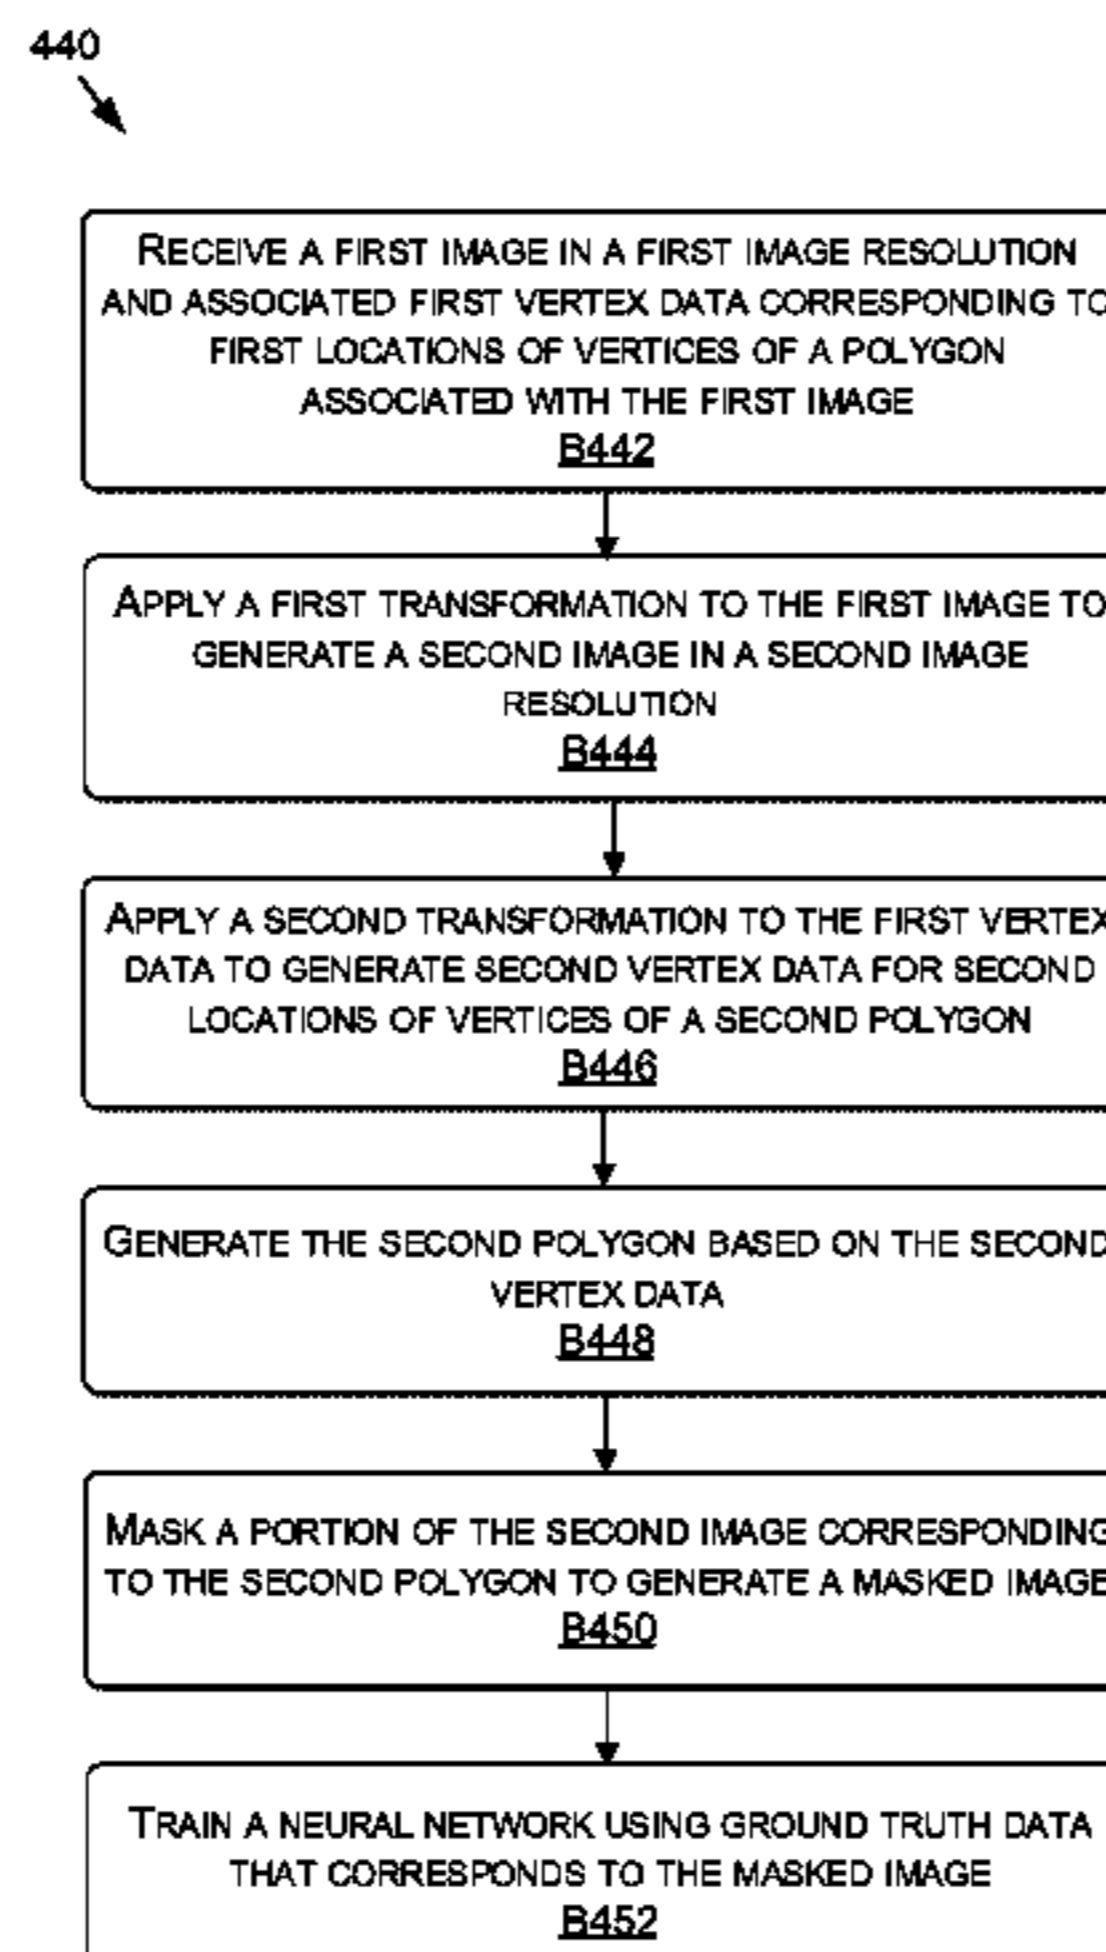 440
RECEIVE A FIRST IMAGE IN A FIRST IMAGE RESOLUTION
AND ASSOCIATED FIRST VERTEX DATA CORRESPONDING TO
FIRST LOCATIONS OF VERTICES OF A POLYGON
ASSOCIATED WITH THE FIRST IMAGE
B442
APPLY A FIRST TRANSFORMATION TO THE FIRST IMAGE TO
GENERATE A SECOND IMAGE IN A SECOND IMAGE
RESOLUTION
B444
APPLY A SECOND TRANSFORMATION TO THE FIRST VERTEX
DATA TO GENERATE SECOND VERTEX DATA FOR SECOND
LOCATIONS OF VERTICES OF A SECOND POLYGON
B446
GENERATE THE SECOND POLYGON BASED ON THE SECOND
VERTEX DATA
B448
MASK A PORTION OF THE SECOND IMAGE CORRESPONDING
TO THE SECOND POLYGON TO GENERATE A MASKED IMAGE
B450
TRAIN A NEURAL NETWORK USING GROUND TRUTH DATA
THAT CORRESPONDS TO THE MASKED IMAGE
B452